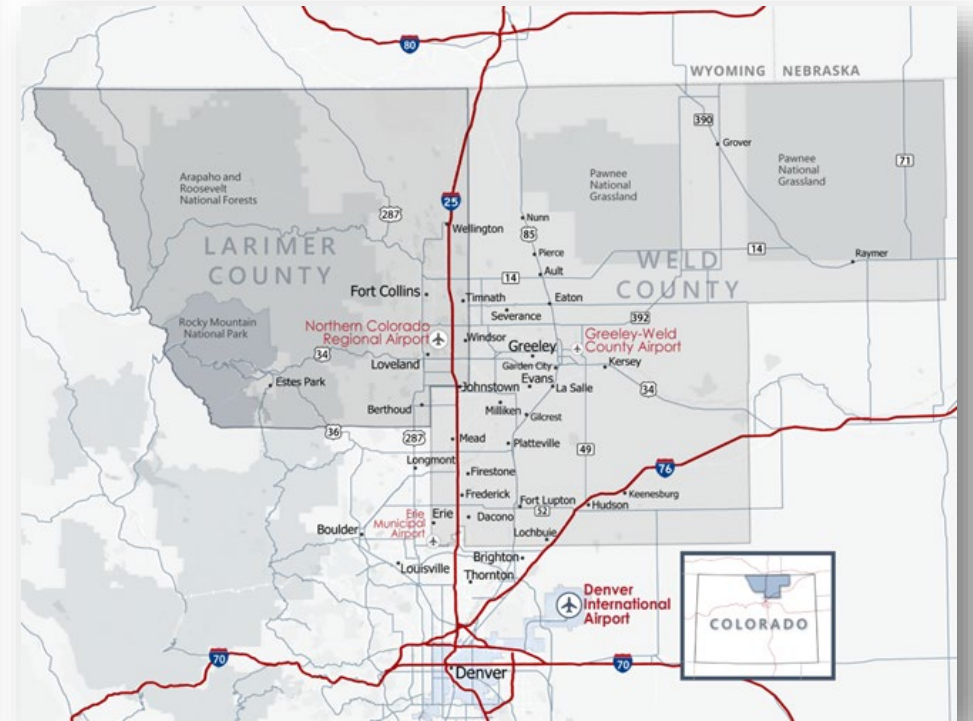 80
WYOMING
NEBRASKA
390
Grover
71
Arapaho and
Roosevelt
National Forests
Pawnee
National
Grassland
Pawnee
National
Grassland
287
25
Nunn
85
Wellington
LARIMER
COUNTY
Pierce
14
WELD
COUNTY
Raymer
14
Ault
Fort Collins
Timnath
Eaton
Severance
392
Rocky Mountain
National Park
Northern Colorado
Regional Airport
Windsor
Greeley
Greeley-Weld
County Airport
34
Loveland
Garden City
Kersey
Estes Park
Johnstown
Evans
La Salle
34
Berthoud
Milliken
Gilcrest
36
287
Mead
Platteville
49
Longmont
Firestone
76
Frederick
Fort Lupton
Keenesburg
52
Hudson
Erie
Municipal
Airport
Erie
Dacono
Boulder
Lochbuie
Brighton
Louisville
Thornton
Denver
International
Airport
COLORADO
70
70
Denver